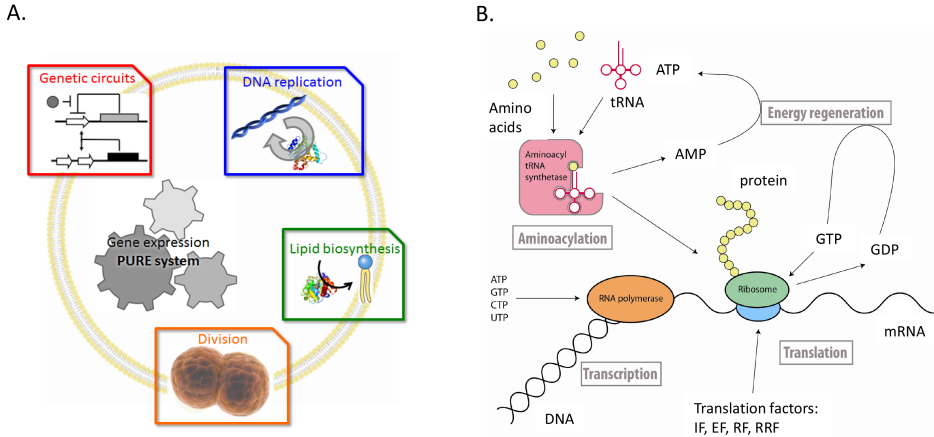 A.
Genetic circuits
DNA replication
Gene expression
PURE system
Lipid biosynthesis
Division
B.
Amino
acids
tRNA
ATP
Energy regeneration
Aminoacyl
tRNA
synthetase
AMP
protein
Aminoacylation
GTP
GDP
ATP
GTP
CTP
UTP
RNA polymerase
Ribosome
mRNA
Transcription
Translation
DNA
Translation factors:
IF, EF, RF, RRF